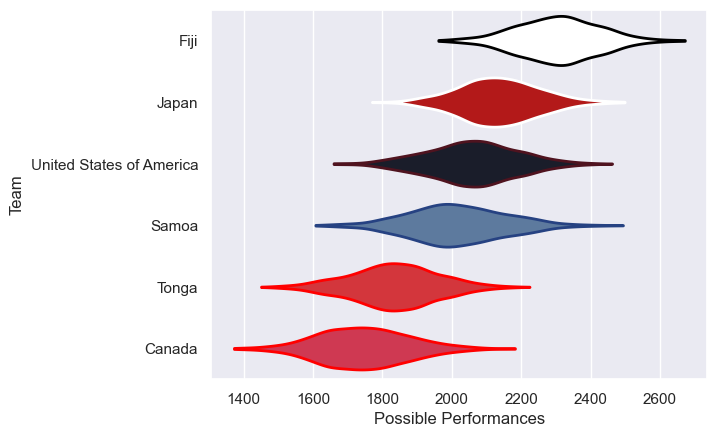 Fiji
Japan
United States of America
Samoa
Tonga
Canada
Team
1400 1600 1800 2000 2200 2400 2600
Possible Performances